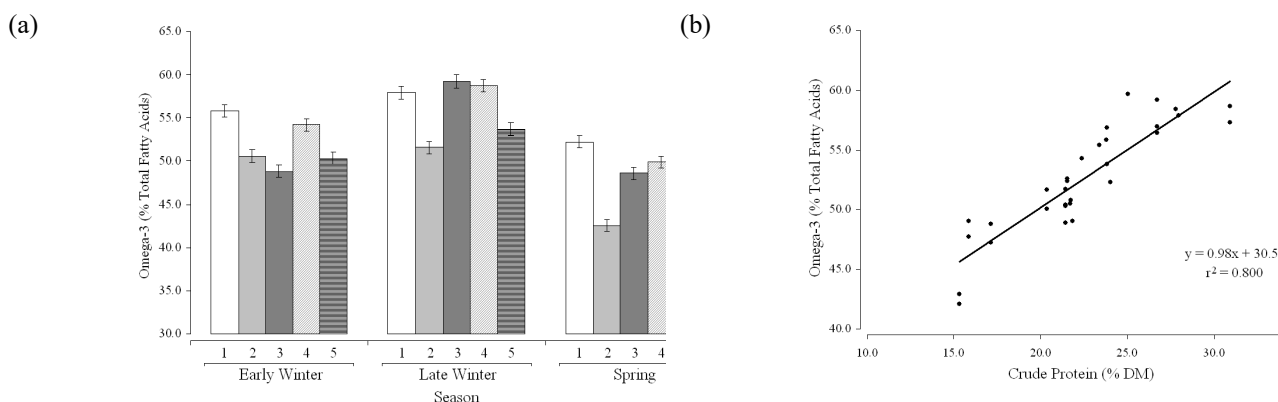 (a)
65.0
60.0
55.0
50.0
45.0
40.0
35.0
30.0
Omega-3 (% Total Fatty Acids)
1 2 3 4 5 1 2 3 4 5 1 2 3 4
Early Winter Late Winter Spring
Season
(b)
65.0
60.0
55.0
50.0
45.0
40.0
Omega-3 (% Total Fatty Acids)
y = 0.98x + 30.5
r² = 0.800
10.0 15.0 20.0 25.0 30.0
Crude Protein (% DM)